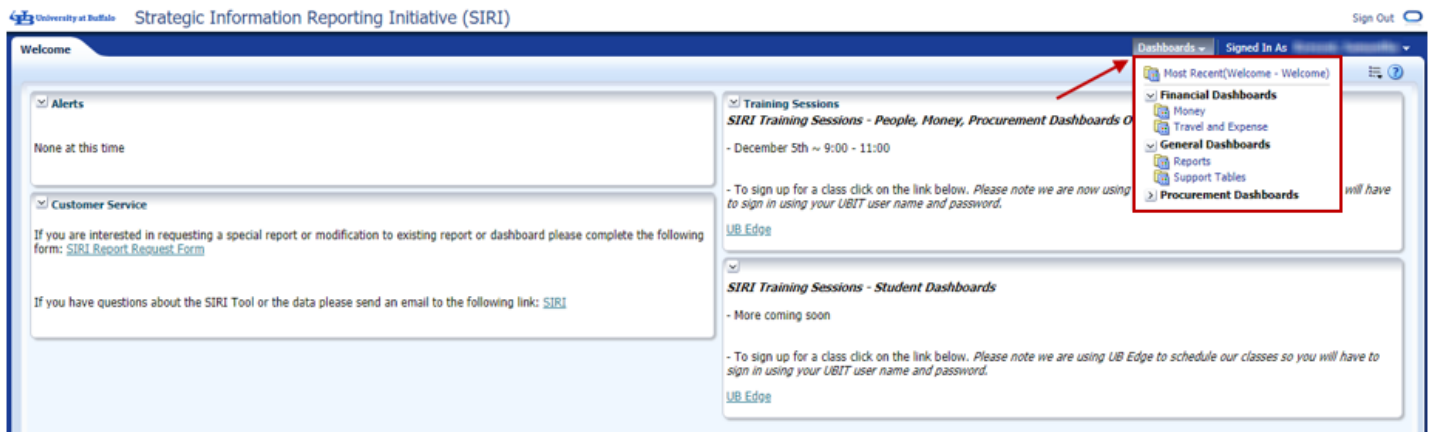 University at Buffalo Strategic Information Reporting Initiative (SIRI)
Sign Out
Welcome
Dashboards
Signed In As
Most Recent(Welcome - Welcome)
Financial Dashboards
Money
Travel and Expense
General Dashboards
Reports
Support Tables
Procurement Dashboards
Alerts
None at this time
Customer Service
If you are interested in requesting a special report or modification to existing report or dashboard please complete the following
form: SIRI Report Request Form
If you have questions about the SIRI Tool or the data please send an email to the following link: SIRI
Training Sessions
SIRI Training Sessions - People, Money, Procurement Dashboards O
- December 5th ~ 9:00 - 11:00
- To sign up for a class click on the link below. Please note we are now using will have
to sign in using your UBIT user name and password.
UB Edge
SIRI Training Sessions - Student Dashboards
- More coming soon
- To sign up for a class click on the link below. Please note we are using UB Edge to schedule our classes so you will have to
sign in using your UBIT user name and password.
UB Edge